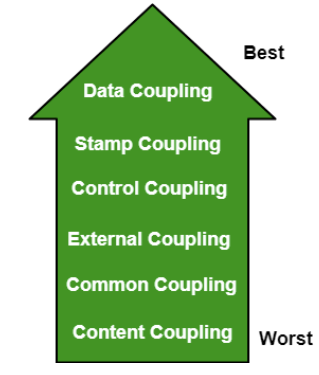 Best
Data Coupling
Stamp Coupling
Control Coupling
External Coupling
Common Coupling
Content Coupling
Worst